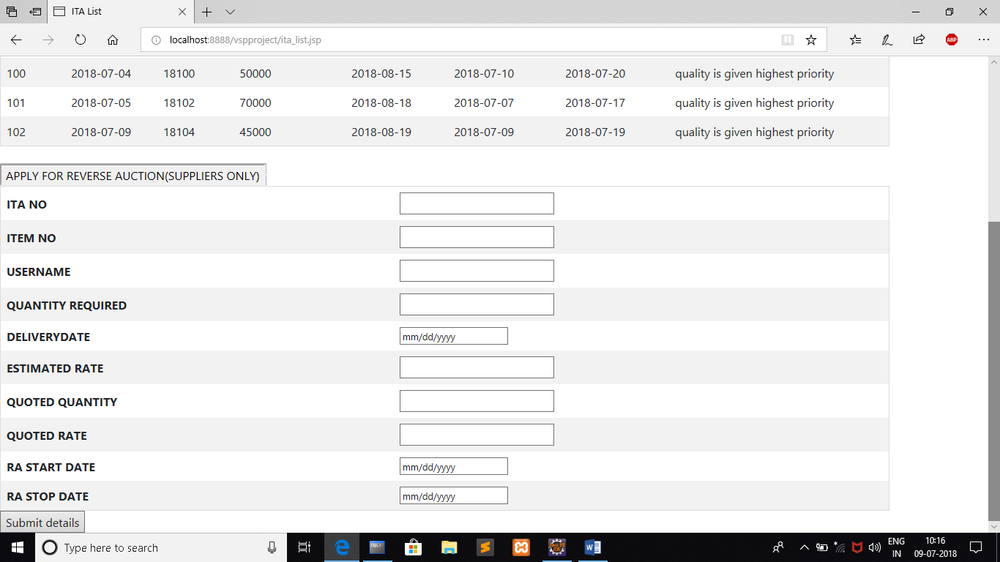 ITA List
localhost:8888/vspproject/ita_list.jsp
ABP
100 2018-07-04 18100 50000 2018-08-15 2018-07-10 2018-07-20 quality is given highest priority
101 2018-07-05 18102 70000 2018-08-18 2018-07-07 2018-07-17 quality is given highest priority
102 2018-07-09 18104 45000 2018-08-19 2018-07-09 2018-07-19 quality is given highest priority
APPLY FOR REVERSE AUCTION(SUPPLIERS ONLY)
ITA NO
ITEM NO
USERNAME
QUANTITY REQUIRED
DELIVERYDATE mm/dd/yyyy
ESTIMATED RATE
QUOTED QUANTITY
QUOTED RATE
RA START DATE mm/dd/yyyy
RA STOP DATE mm/dd/yyyy
Submit details
Type here to search
ENG 10:16
IN 09-07-2018